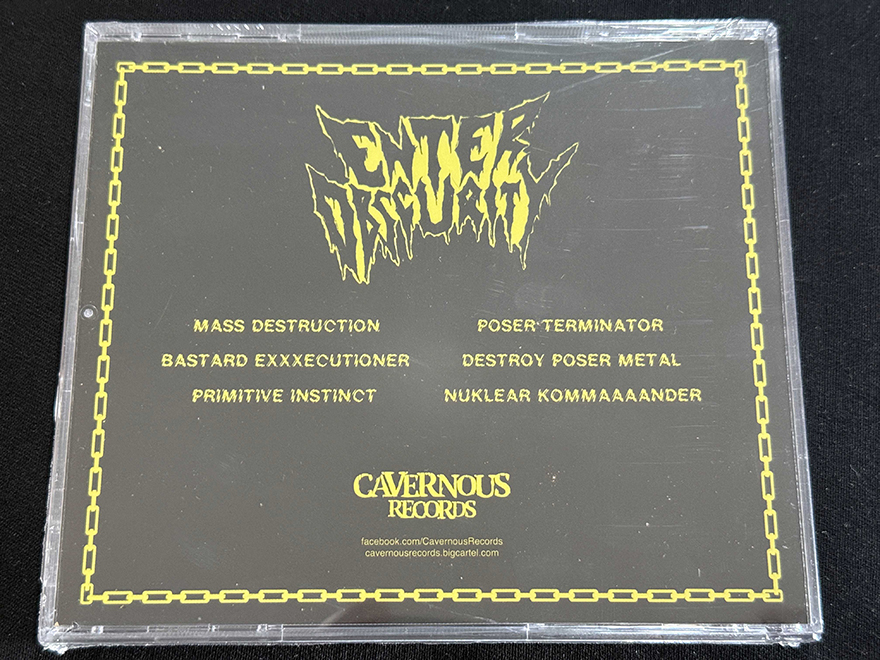 ENTER
OBSCURITY
MASS DESTRUCTION
BASTARD EXXXECUTIONER
PRIMITIVE INSTINCT
POSER TERMINATOR
DESTROY POSER METAL
NUKLEAR KOMMAAAANDER
CAVERNOUS
RECORDS
facebook.com/CavernousRecords
cavernousrecords.bigcartel.com